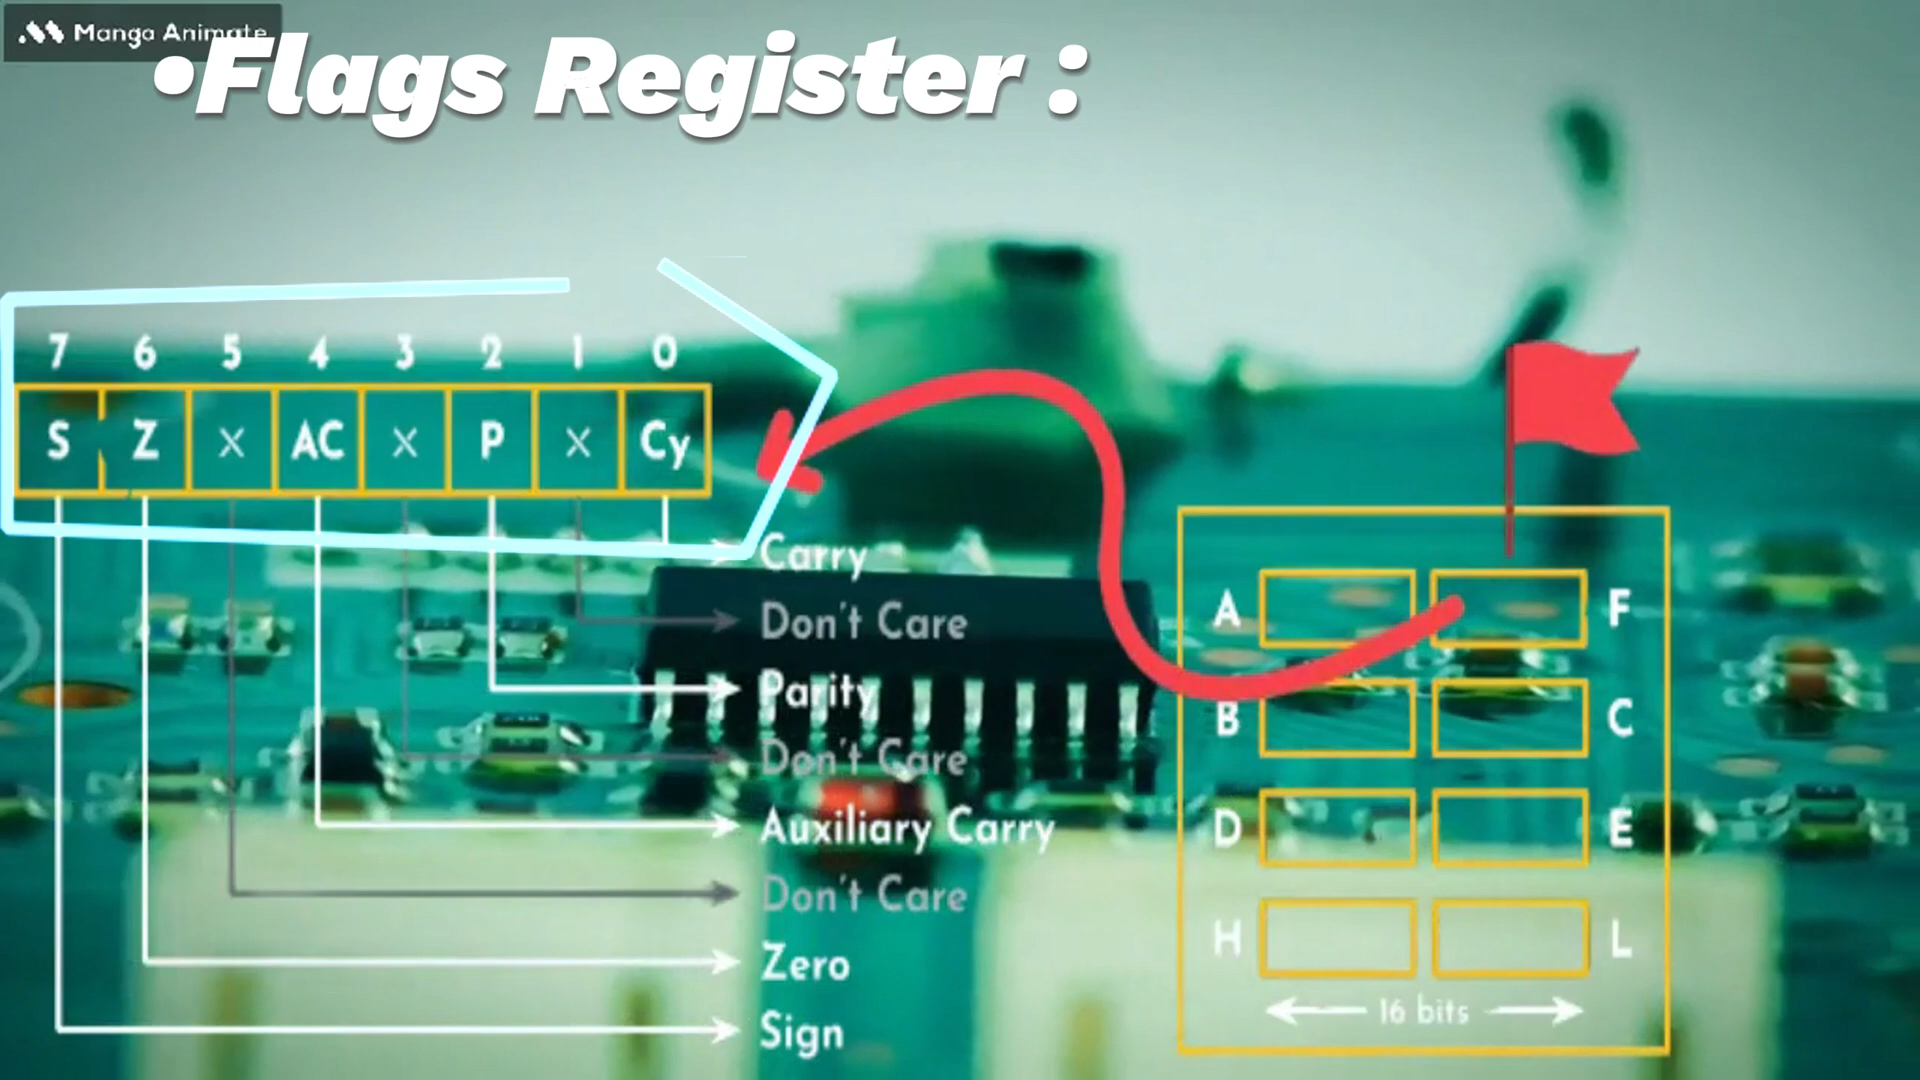 Manga Animate
•Flags Register :
7 6 5 4 3 2 1 0
S Z X AC X P X Cy
Carry
Don't Care
Parity
Don't Care
Auxiliary Carry
Don't Care
Zero
Sign
A F
B C
D E
H L
16 bits